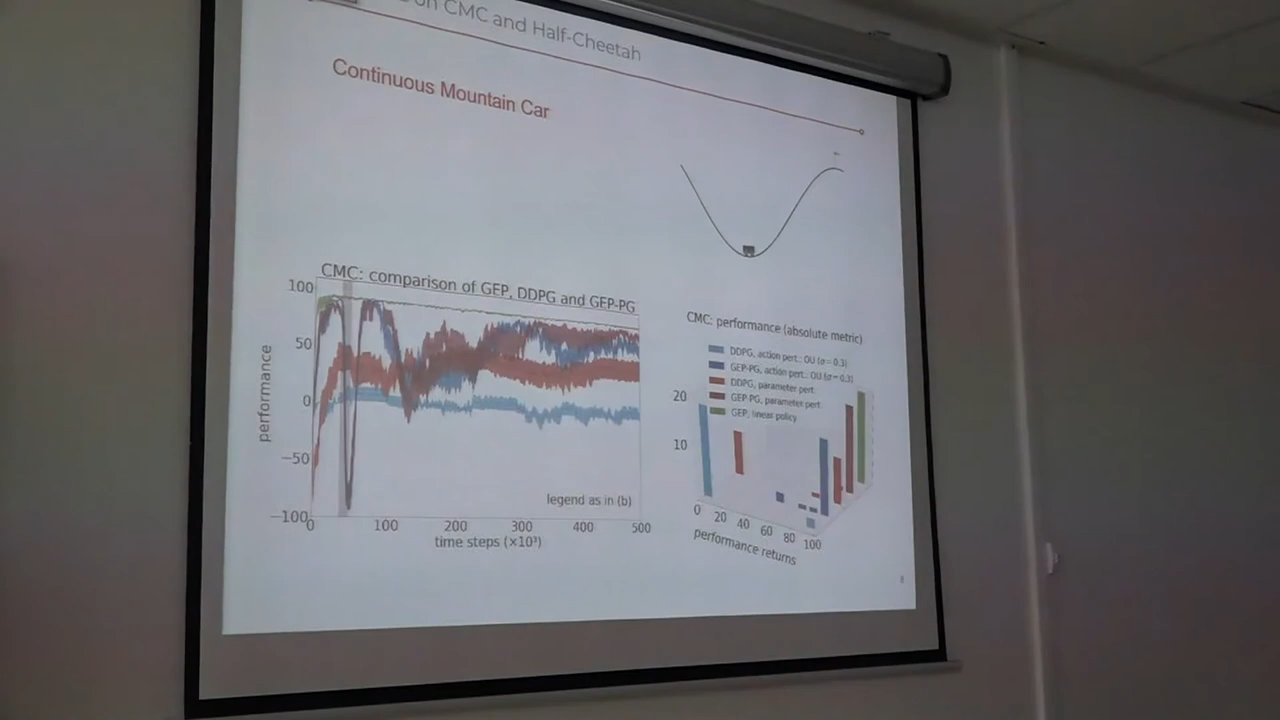 on CMC and Half-Cheetah
Continuous Mountain Car
CMC: comparison of GEP, DDPG and GEP-PG
100
50
0
−50
−100
performance
0 100 200 300 400 500
time steps (×10³)
legend as in (b)
CMC: performance (absolute metric)
DDPG, action pert.: OU (σ=0.3)
GEP-PG, action pert.: OU (σ=0.3)
DDPG, parameter pert.
GEP-PG, parameter pert.
GEP, linear policy
20
10
0 20 40 60 80 100
performance returns